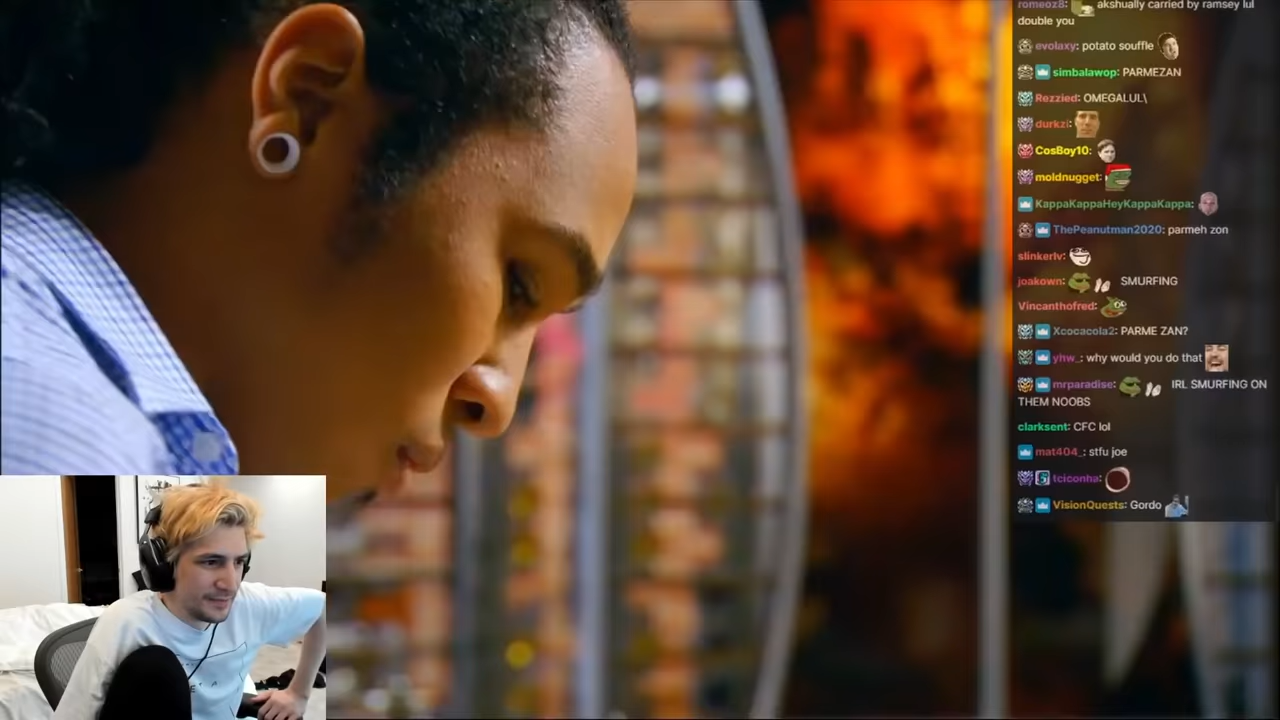 romeoz8: akshually carried by ramsey lul
double you
evolaxy: potato souffle
simbalawop: PARMEZAN
Rezzied: OMEGALUL\
durkzi:
CosBoy10:
moldnugget:
KappaKappaHeyKappaKappa:
ThePeanutman2020: parmeh zon
slinkerlv:
joakown: SMURFING
Vincanthofred:
Xcocacola2: PARME ZAN?
yhw_: why would you do that
mrparadise: IRL SMURFING ON
THEM NOOBS
clarksent: CFC lol
mat404_: stfu joe
tciconha:
VisionQuests: Gordo